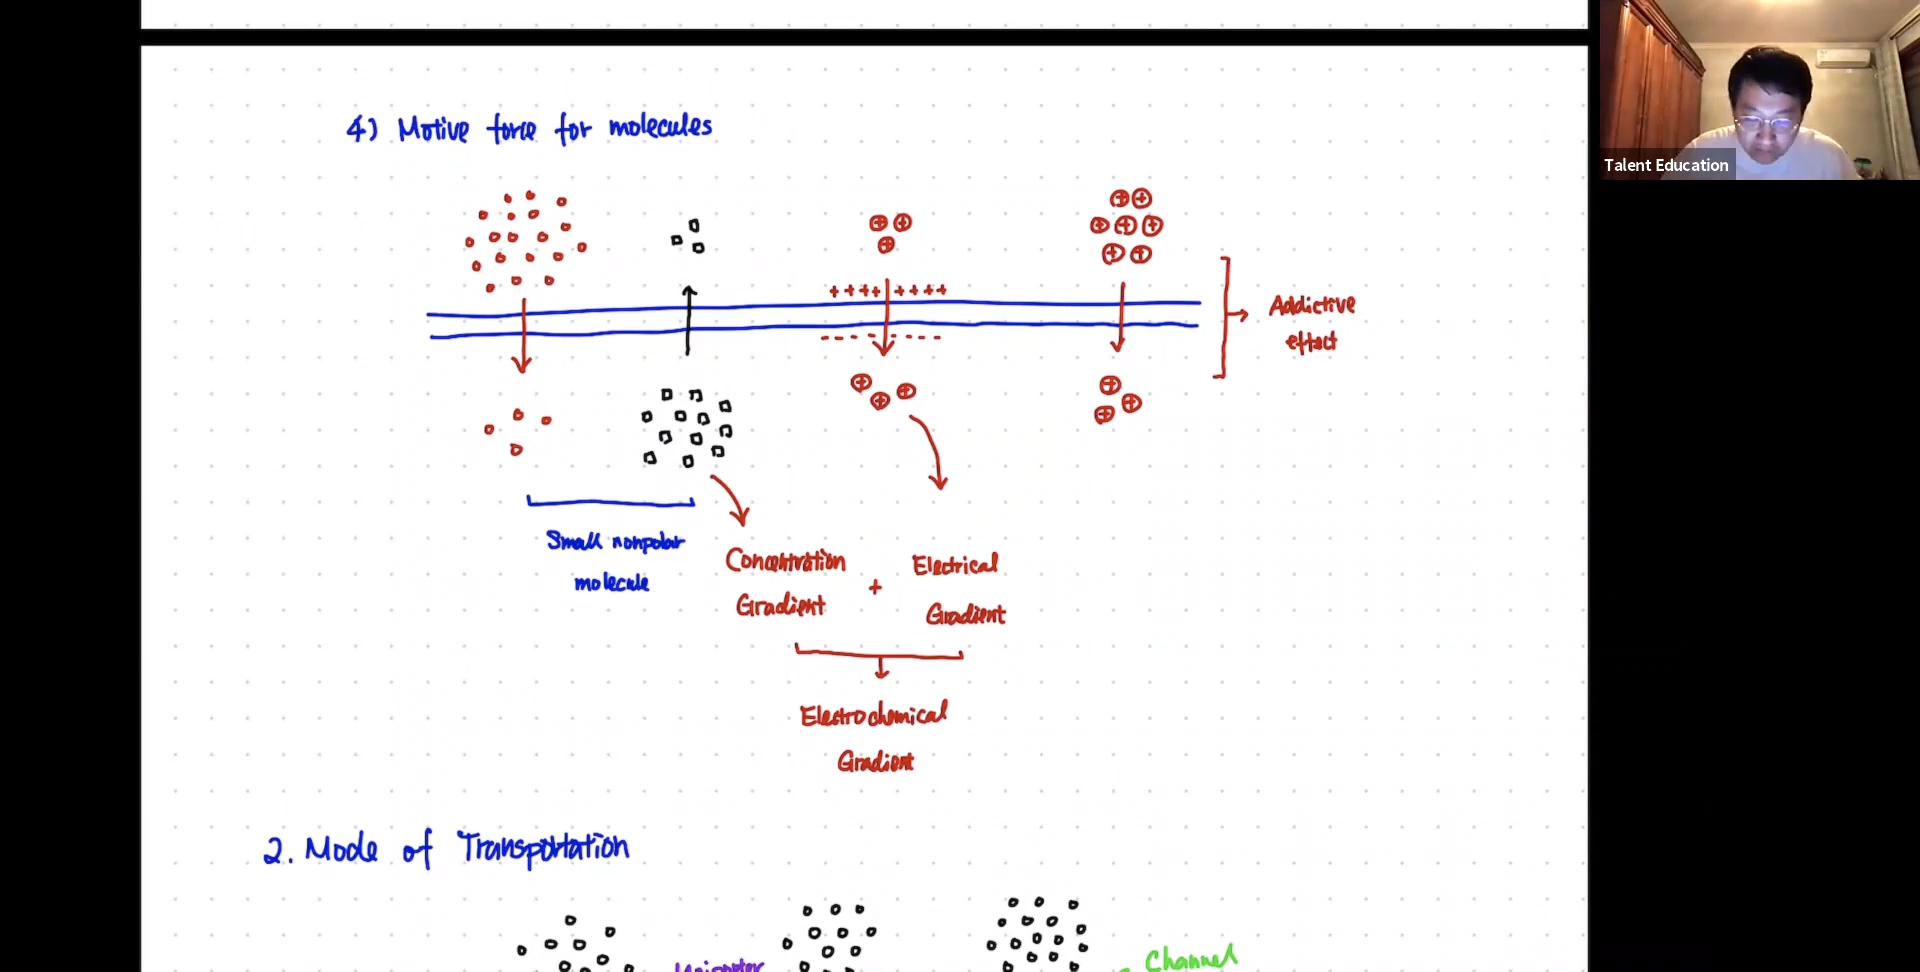 4) Motive force for molecules
Talent Education
Addictive
effect
Small nonpolar
molecule
Concentration
Gradient
+
Electrical
Gradient
Electrochemical
Gradient
2. Mode of Transportation
Channel